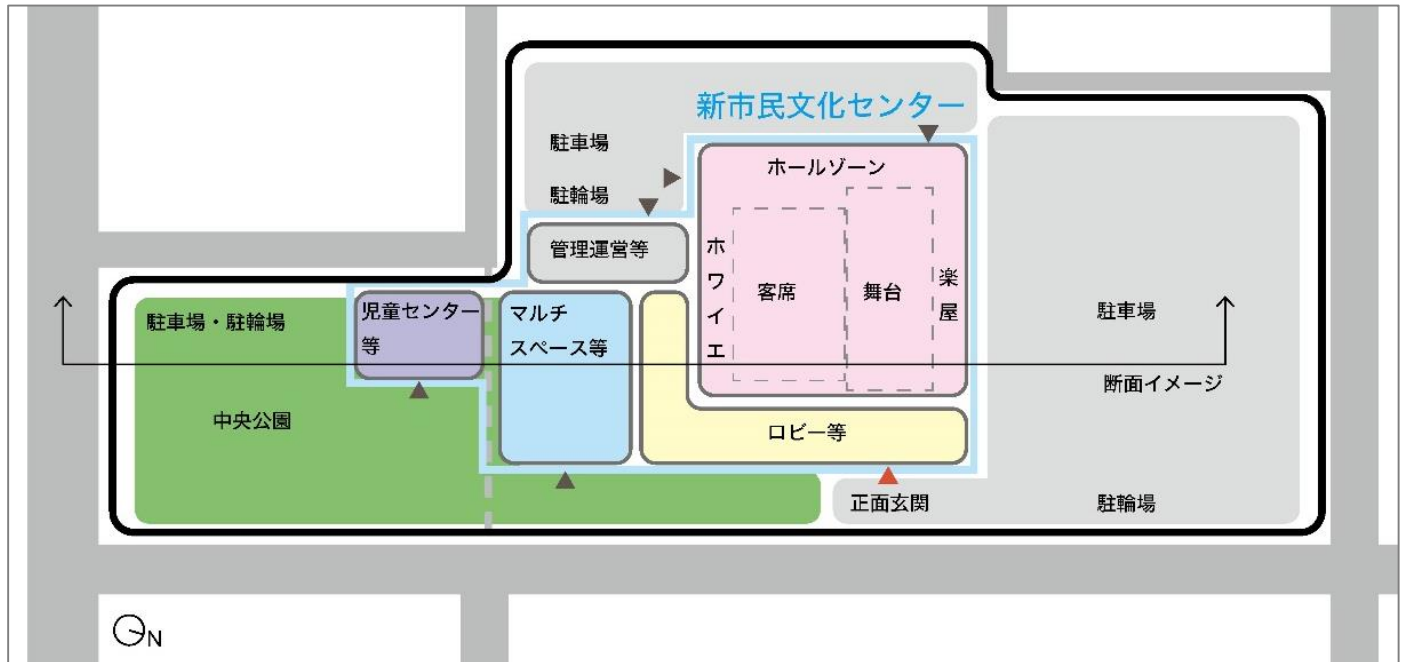 新市民文化センター
駐車場
駐輪場
ホールゾーン
管理運営等
ホワイエ
客席
舞台
楽屋
駐車場・駐輪場
児童センター
等
マルチ
スペース等
駐車場
断面イメージ
中央公園
ロビー等
正面玄関
駐輪場
N